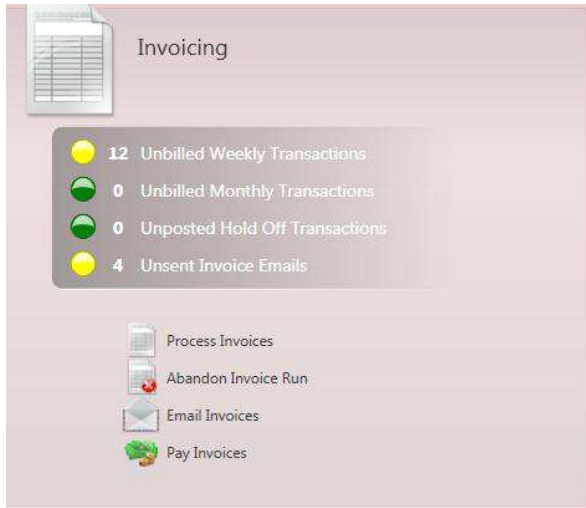 Invoicing
12 Unbilled Weekly Transactions
0 Unbilled Monthly Transactions
0 Unposted Hold Off Transactions
4 Unsent Invoice Emails
Process Invoices
Abandon Invoice Run
Email Invoices
Pay Invoices